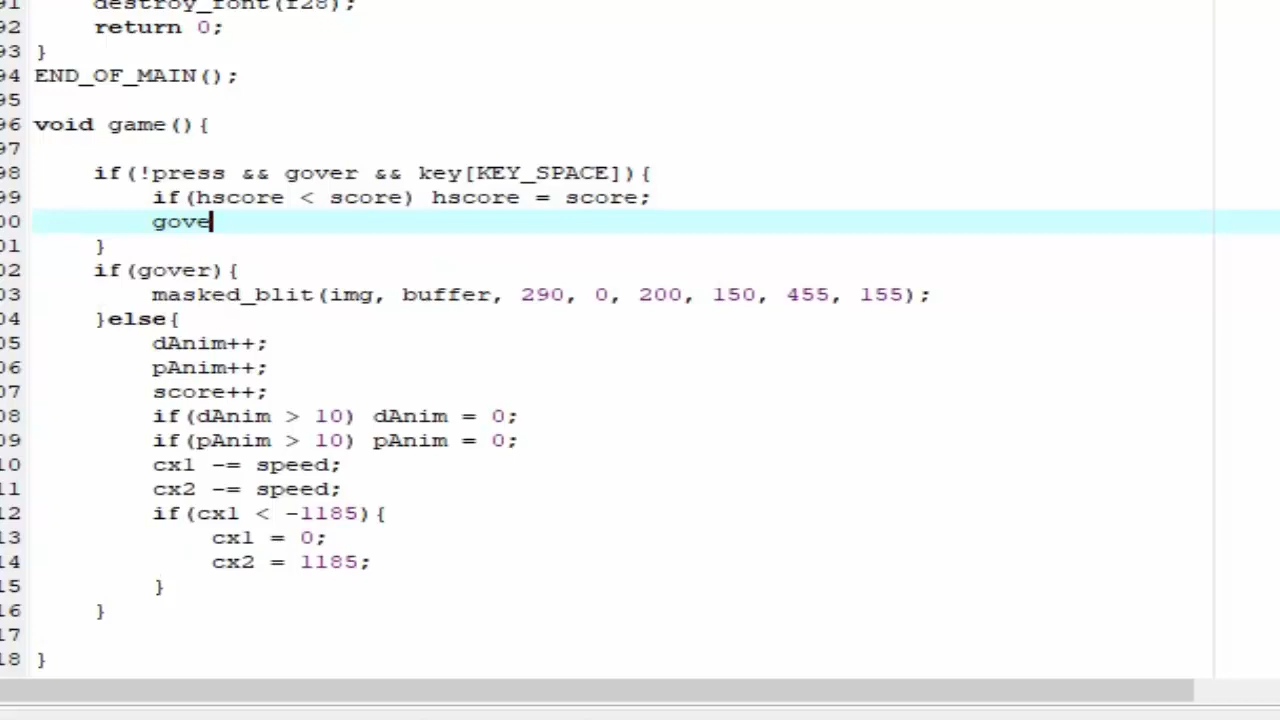 91     destroy_font(f28);
92     return 0;
93 }
94 END_OF_MAIN();
95
96 void game(){
97
98     if(!press && gover && key[KEY_SPACE]){
99         if(hscore < score) hscore = score;
00         gove
01     }
02     if(gover){
03         masked_blit(img, buffer, 290, 0, 200, 150, 455, 155);
04     }else{
05         dAnim++;
06         pAnim++;
07         score++;
08         if(dAnim > 10) dAnim = 0;
09         if(pAnim > 10) pAnim = 0;
10         cx1 -= speed;
11         cx2 -= speed;
12         if(cx1 < -1185){
13             cx1 = 0;
14             cx2 = 1185;
15         }
16     }
17
18 }